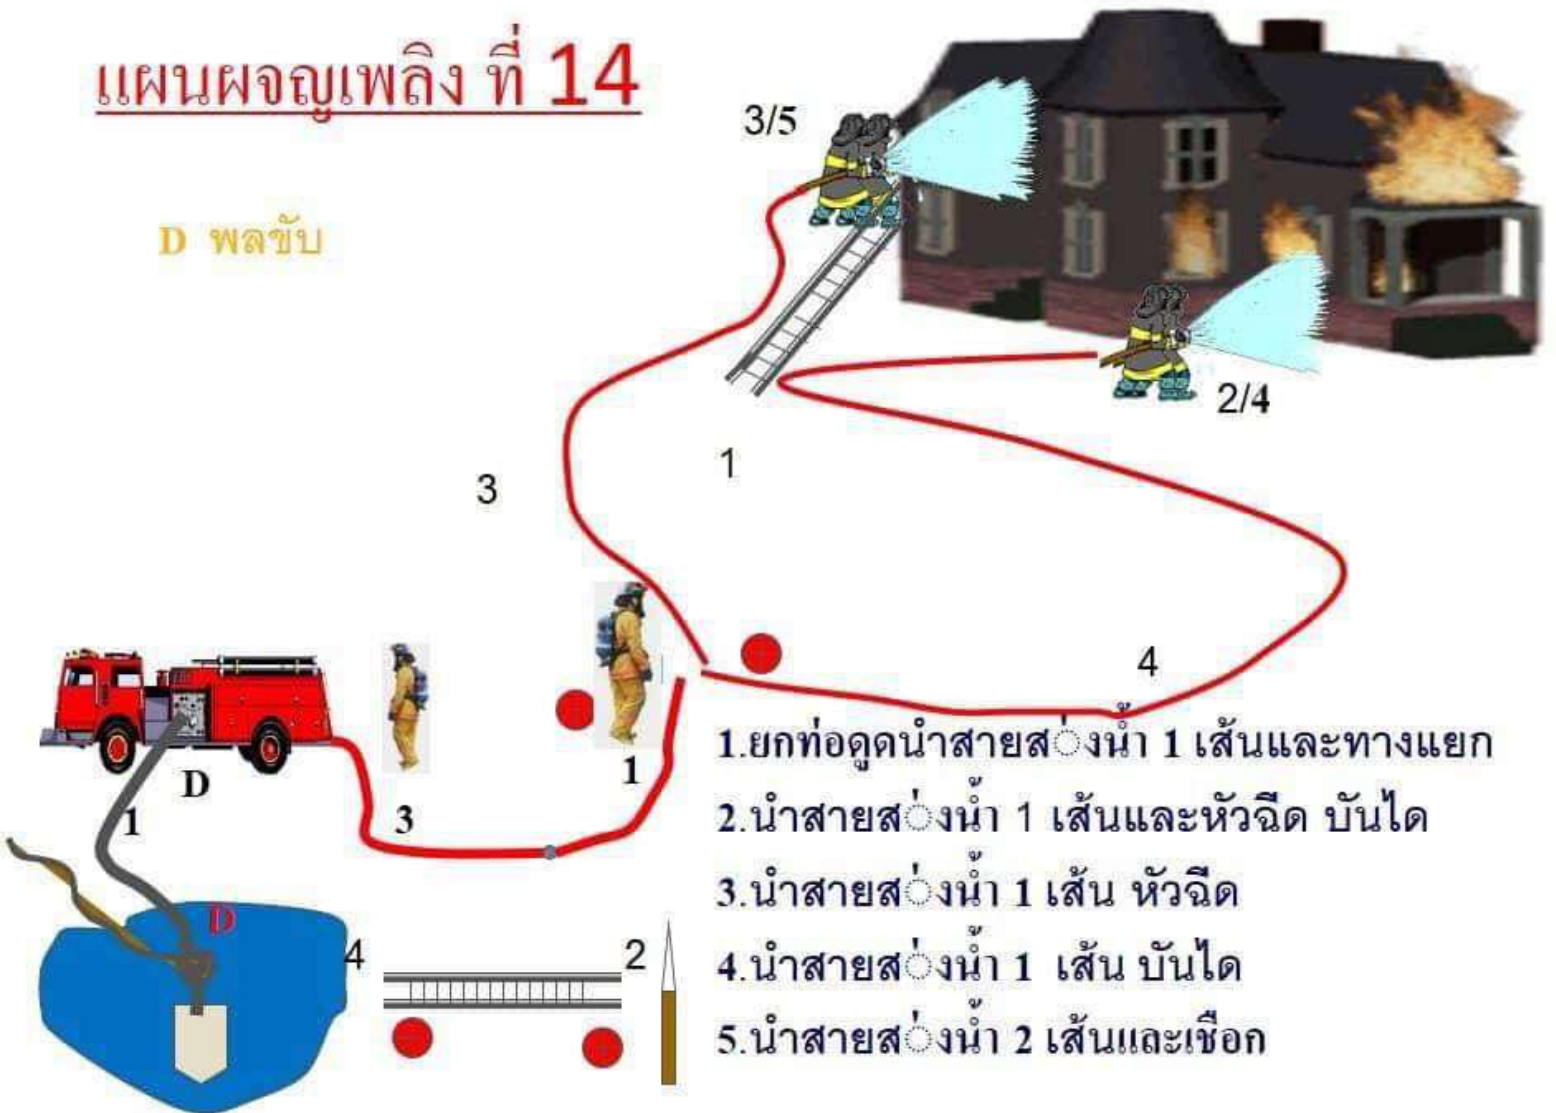 แผนผจญเพลิง ที่ 14
3/5
D พลขับ
2/4
1
3
4
1
D
1
3
D
4
2
1.ยกท่อดูดนำสายส่งน้ำ 1 เส้นและทางแยก
2.นำสายส่งน้ำ 1 เส้นและหัวฉีด บันได
3.นำสายส่งน้ำ 1 เส้น หัวฉีด
4.นำสายส่งน้ำ 1 เส้น บันได
5.นำสายส่งน้ำ 2 เส้นและเชือก